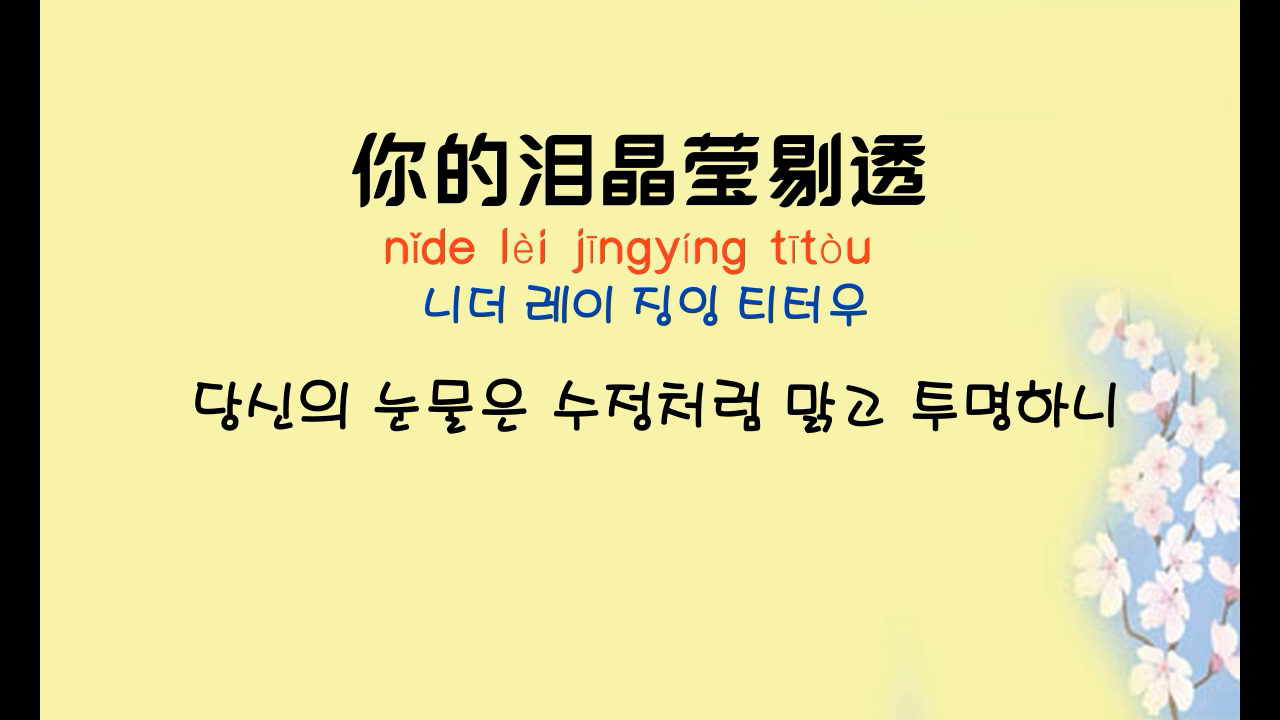 你的泪晶莹剔透
nǐde lèi jīngyíng tītòu
니더 레이 징잉 티터우
당신의 눈물은 수정처럼 맑고 투명하니